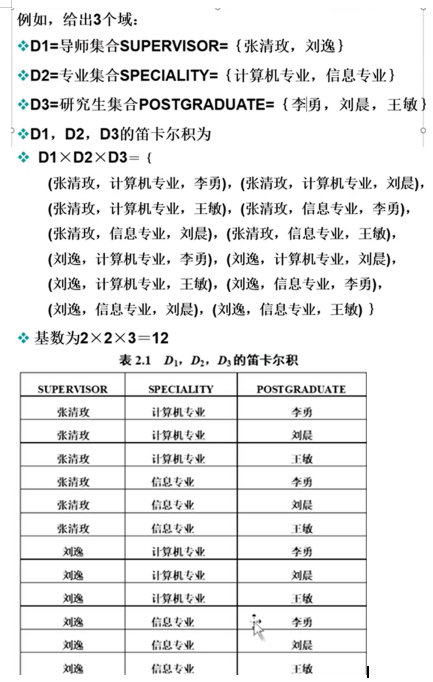 例如，给出3个域：
❖D1=导师集合SUPERVISOR=｛张清玫，刘逸｝
❖D2=专业集合SPECIALITY=｛计算机专业，信息专业｝
❖D3=研究生集合POSTGRADUATE=｛李勇，刘晨，王敏｝
❖D1，D2，D3的笛卡尔积为
❖ D1×D2×D3=｛
(张清玫，计算机专业，李勇)，(张清玫，计算机专业，刘晨)，
(张清玫，计算机专业，王敏)，(张清玫，信息专业，李勇)，
(张清玫，信息专业，刘晨)，(张清玫，信息专业，王敏)，
(刘逸，计算机专业，李勇)，(刘逸，计算机专业，刘晨)，
(刘逸，计算机专业，王敏)，(刘逸，信息专业，李勇)，
(刘逸，信息专业，刘晨)，(刘逸，信息专业，王敏) ｝
❖ 基数为2×2×3＝12
表 2.1 D₁，D₂，D₃的笛卡尔积
SUPERVISOR SPECIALITY POSTGRADUATE
张清玫 计算机专业 李勇
张清玫 计算机专业 刘晨
张清玫 计算机专业 王敏
张清玫 信息专业 李勇
张清玫 信息专业 刘晨
张清玫 信息专业 王敏
刘逸 计算机专业 李勇
刘逸 计算机专业 刘晨
刘逸 计算机专业 王敏
刘逸 信息专业 李勇
刘逸 信息专业 刘晨
刘逸 信息专业 王敏